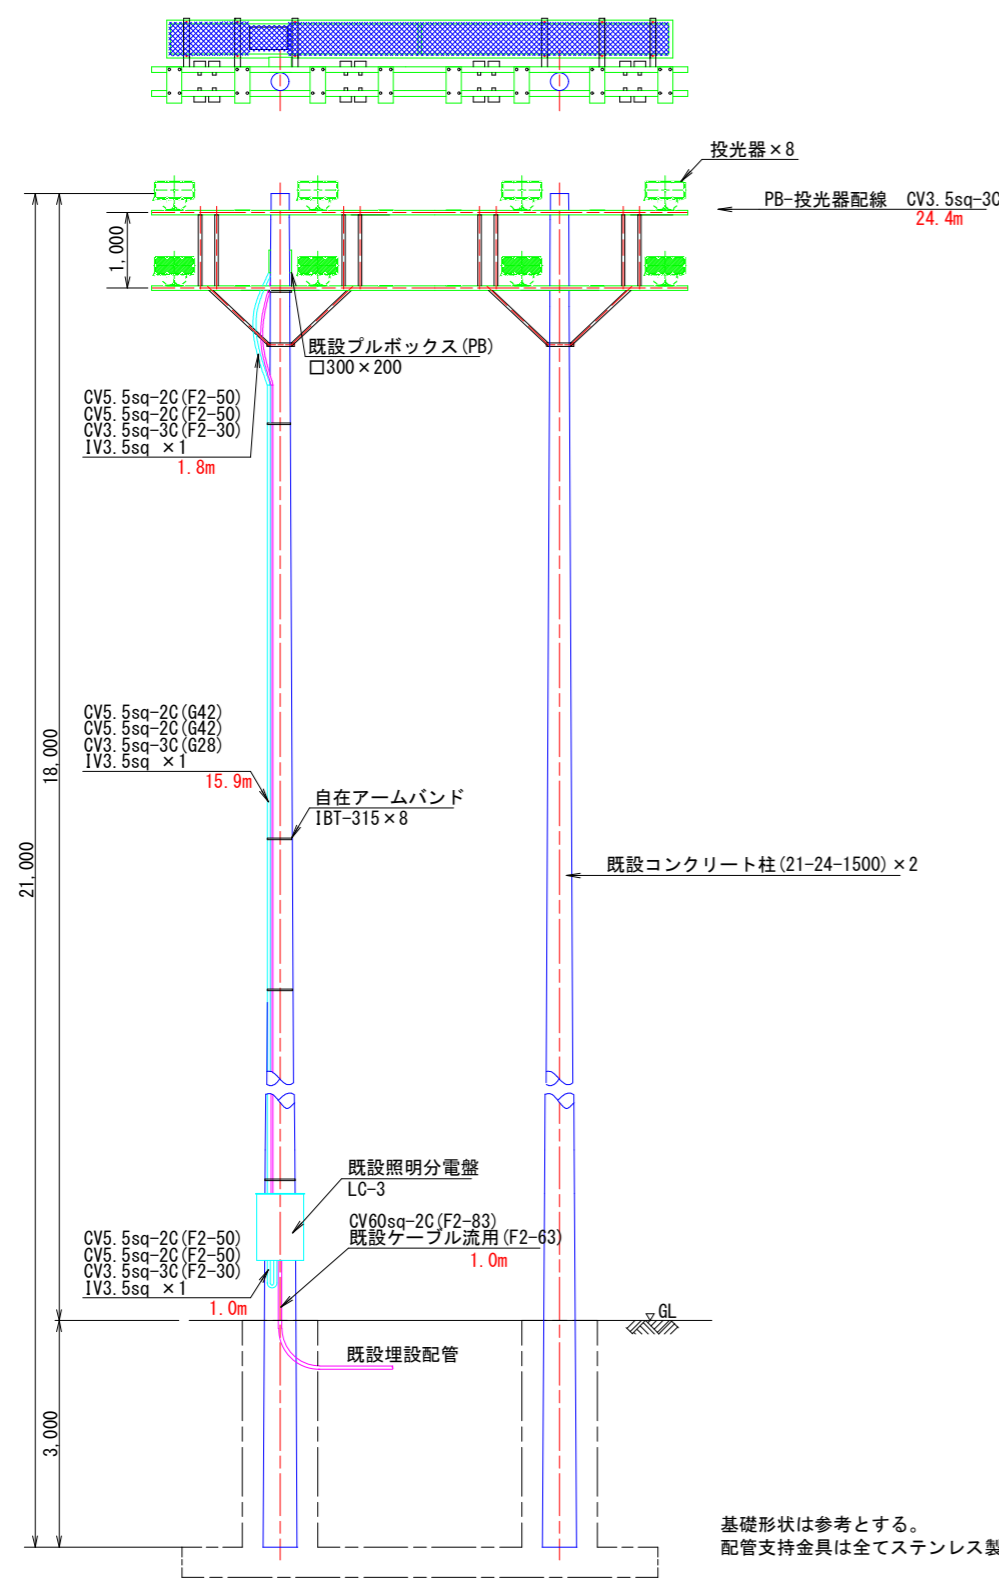 投光器×8
PB-投光器配線 CV3.5sq-3C
24.4m
1,000
既設プルボックス(PB)
□300×200
CV5.5sq-2C(F2-50)
CV5.5sq-2C(F2-50)
CV3.5sq-3C(F2-30)
IV3.5sq ×1
1.8m
CV5.5sq-2C(G42)
CV5.5sq-2C(G42)
CV3.5sq-3C(G28)
IV3.5sq ×1
15.9m
18,000
21,000
自在アームバンド
IBT-315×8
既設コンクリート柱(21-24-1500)×2
既設照明分電盤
LC-3
CV60sq-2C(F2-83)
既設ケーブル流用(F2-63)
1.0m
CV5.5sq-2C(F2-50)
CV5.5sq-2C(F2-50)
CV3.5sq-3C(F2-30)
IV3.5sq ×1
1.0m
GL
既設埋設配管
3,000
基礎形状は参考とする。
配管支持金具は全てステンレス製